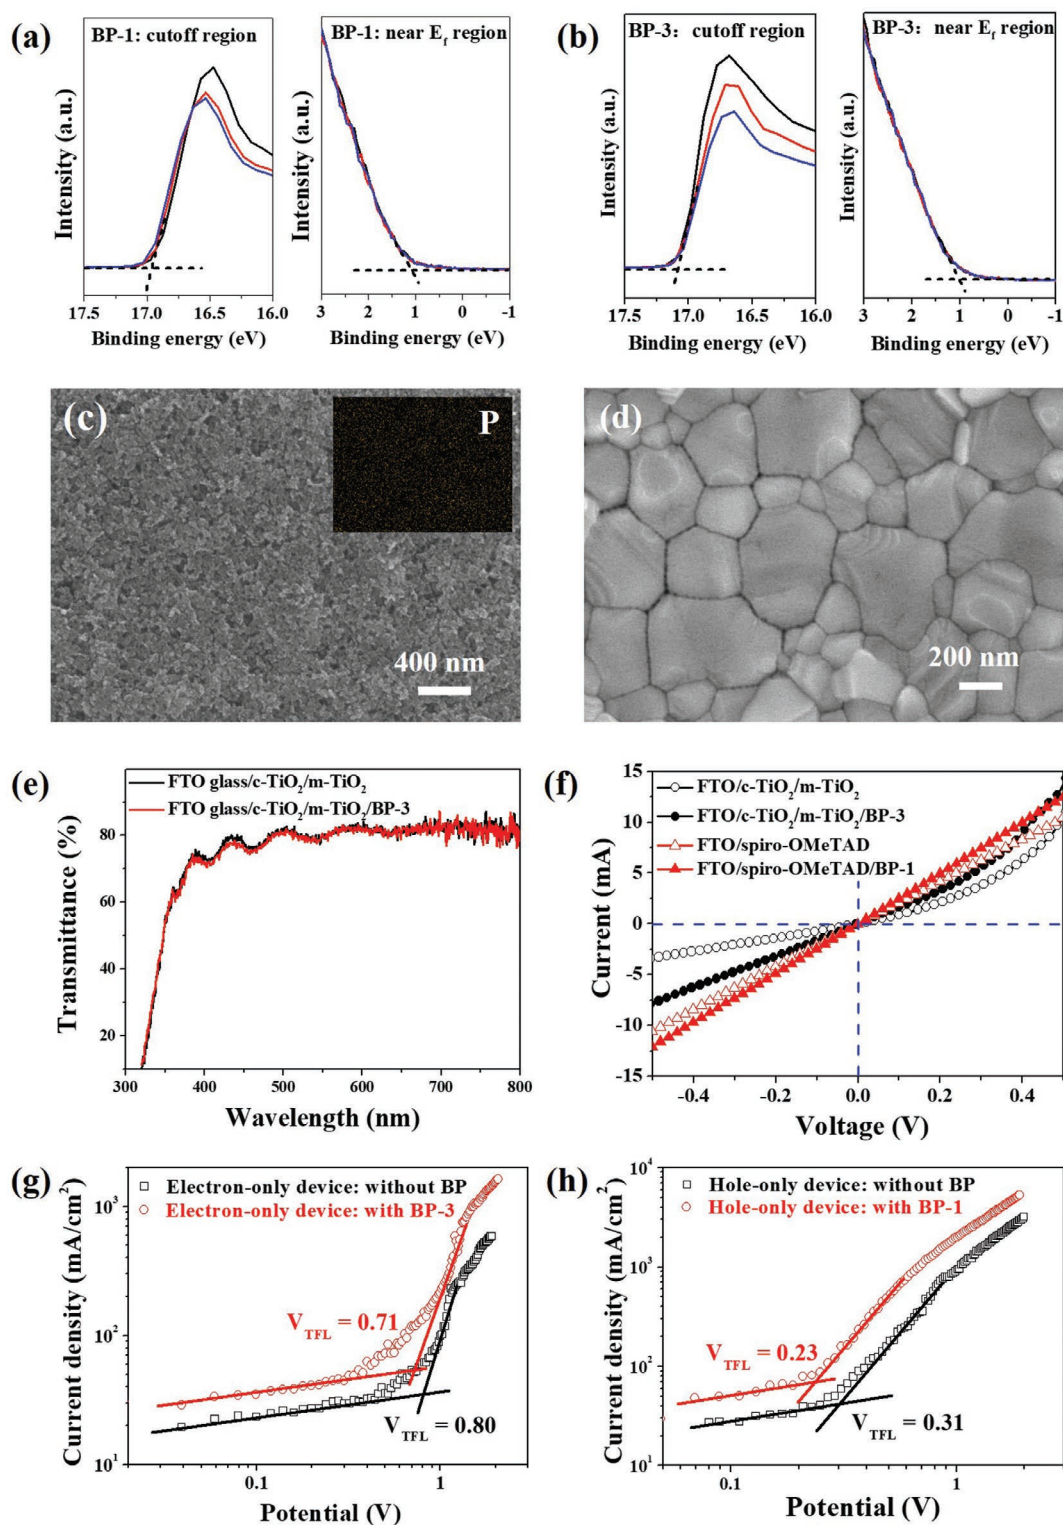 (a)
BP-1: cutoff region
Intensity (a.u.)
17.5 17.0 16.5 16.0
Binding energy (eV)
BP-1: near E_f region
Intensity (a.u.)
3 2 1 0 -1
Binding energy (eV)
(b)
BP-3: cutoff region
Intensity (a.u.)
17.5 17.0 16.5 16.0
Binding energy (eV)
BP-3: near E_f region
Intensity (a.u.)
3 2 1 0 -1
Binding energy (eV)
(c)
P
400 nm
(d)
200 nm
(e)
FTO glass/c-TiO₂/m-TiO₂
FTO glass/c-TiO₂/m-TiO₂/BP-3
Transmittance (%)
80
60
40
20
300 400 500 600 700 800
Wavelength (nm)
(f)
FTO/c-TiO₂/m-TiO₂
FTO/c-TiO₂/m-TiO₂/BP-3
FTO/spiro-OMeTAD
FTO/spiro-OMeTAD/BP-1
Current (mA)
15
10
5
0
-5
-10
-15
-0.4 -0.2 0.0 0.2 0.4
Voltage (V)
(g)
Electron-only device: without BP
Electron-only device: with BP-3
Current density (mA/cm²)
10³
10²
10¹
V_TFL = 0.71
V_TFL = 0.80
0.1 1
Potential (V)
(h)
Hole-only device: without BP
Hole-only device: with BP-1
Current density (mA/cm²)
10⁴
10³
10²
10¹
V_TFL = 0.23
V_TFL = 0.31
0.1 1
Potential (V)